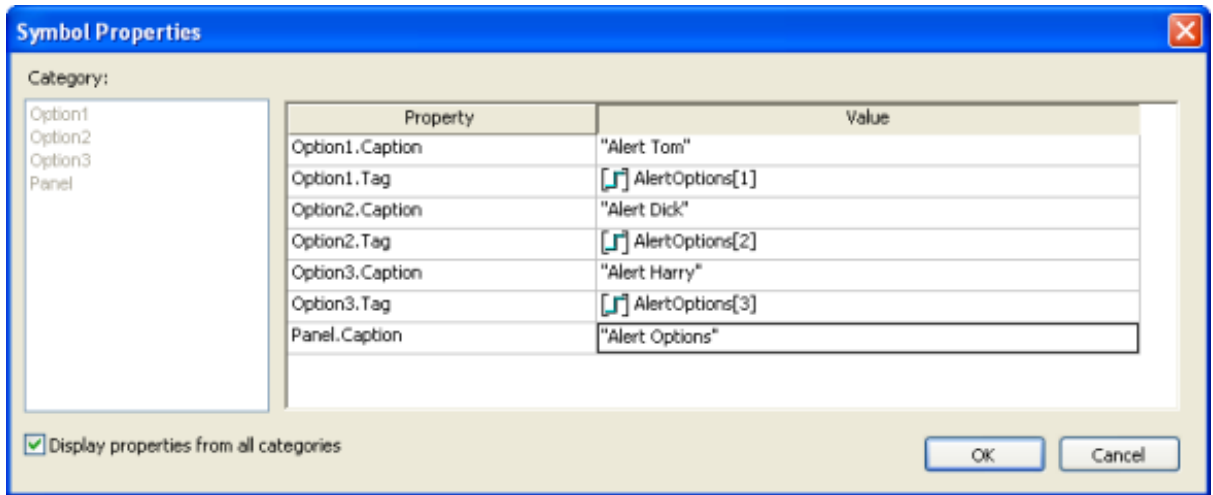 Symbol Properties
Category:
Option1
Option2
Option3
Panel
Property Value
Option1.Caption "Alert Tom"
Option1.Tag AlertOptions[1]
Option2.Caption "Alert Dick"
Option2.Tag AlertOptions[2]
Option3.Caption "Alert Harry"
Option3.Tag AlertOptions[3]
Panel.Caption "Alert Options"
Display properties from all categories
OK Cancel